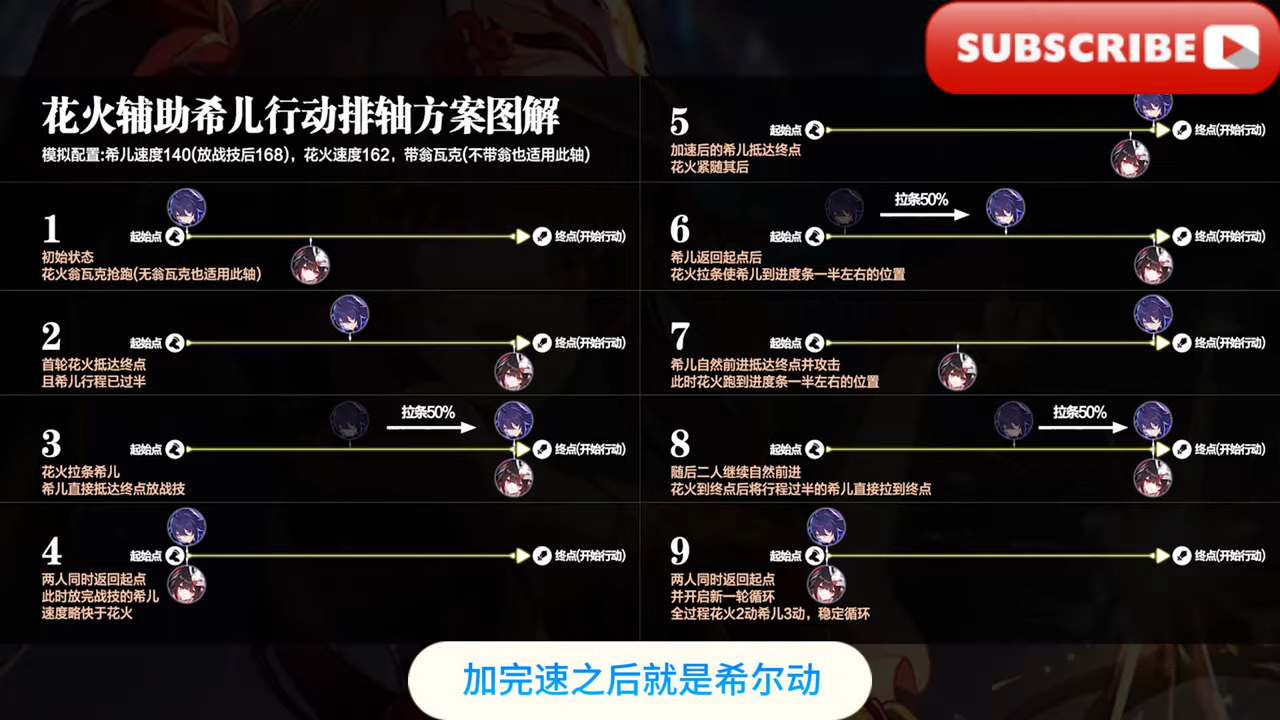 SUBSCRIBE
花火辅助希儿行动排轴方案图解
模拟配置:希儿速度140(放战技后168)，花火速度162，带翁瓦克(不带翁也适用此轴)
1
起始点
终点(开始行动)
初始状态
花火翁瓦克抢跑(无翁瓦克也适用此轴)
2
起始点
终点(开始行动)
首轮花火抵达终点
且希儿行程已过半
3
拉条50%
起始点
终点(开始行动)
花火拉条希儿
希儿直接抵达终点放战技
4
起始点
终点(开始行动)
两人同时返回起点
此时放完战技的希儿
速度略快于花火
5
起始点
终点(开始行动)
加速后的希儿抵达终点
花火紧随其后
6
拉条50%
起始点
终点(开始行动)
希儿返回起点后
花火拉条使希儿到进度条一半左右的位置
7
起始点
终点(开始行动)
希儿自然前进抵达终点并攻击
此时花火跑到进度条一半左右的位置
8
拉条50%
起始点
终点(开始行动)
随后二人继续自然前进
花火到终点后将行程过半的希儿直接拉到终点
9
起始点
终点(开始行动)
两人同时返回起点
并开启新一轮循环
全过程花火2动希儿3动，稳定循环
加完速之后就是希尔动